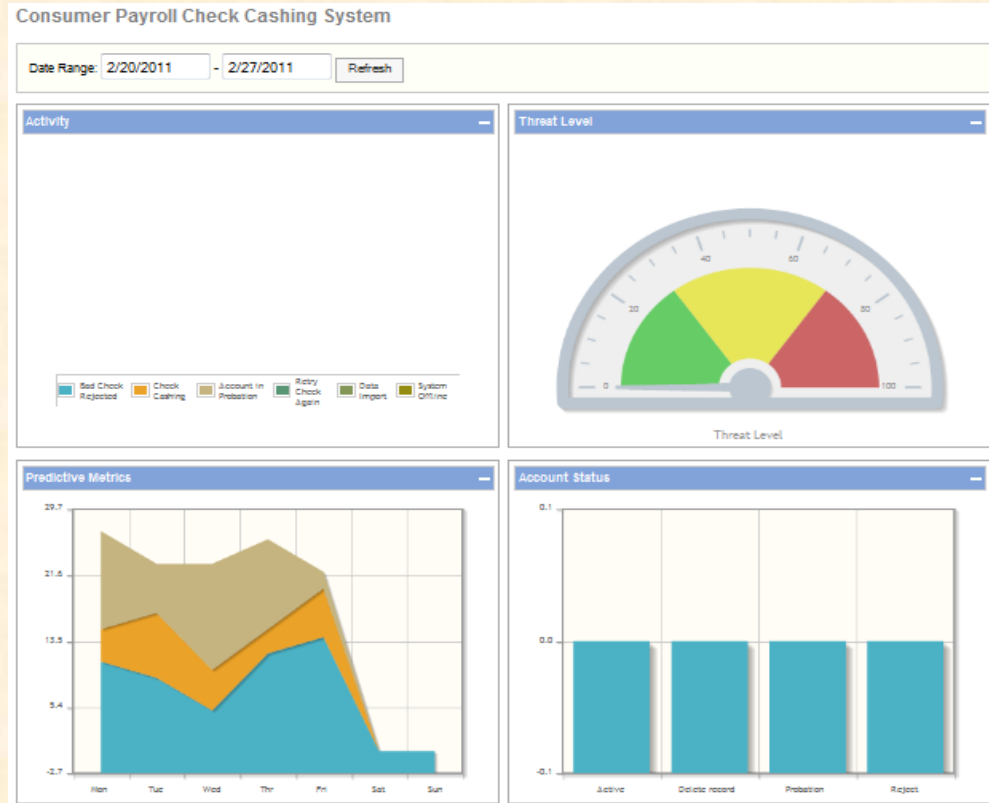 Consumer Payroll Check Cashing System
Date Range: 2/20/2011 - 2/27/2011 Refresh
Activity
Bad Check Rejected
Check Cashing
Account in Probation
Retry Check Again
Data Import
System Offline
Threat Level
0 20 40 60 80 100
Threat Level
Predictive Metrics
29.7
21.6
13.5
5.4
-2.7
Mon Tue Wed Thr Fri Sat Sun
Account Status
0.1
0.0
-0.1
Active Delete record Probation Reject